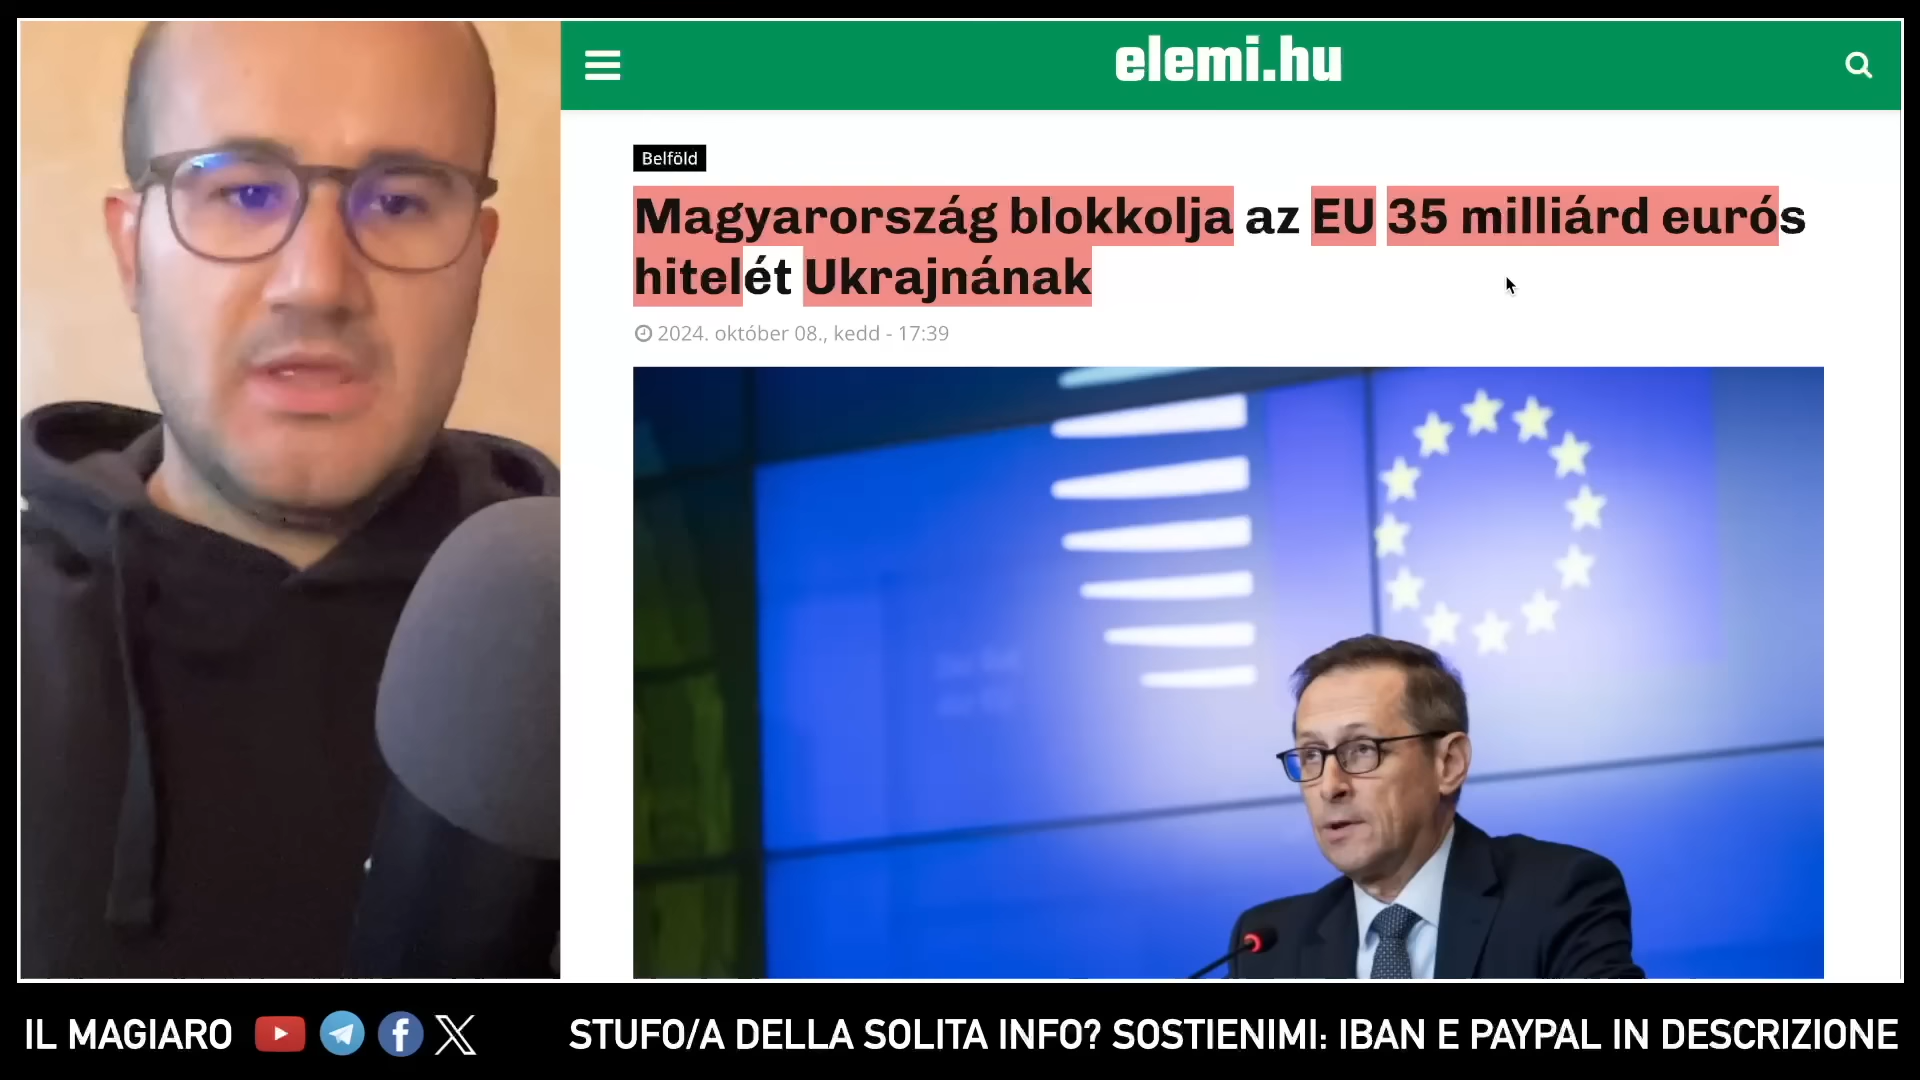 elemi.hu
Belföld
Magyarország blokkolja az EU 35 milliárd eurós
hitelét Ukrajnának
2024. október 08., kedd - 17:39
IL MAGIARO
STUFO/A DELLA SOLITA INFO? SOSTIENIMI: IBAN E PAYPAL IN DESCRIZIONE